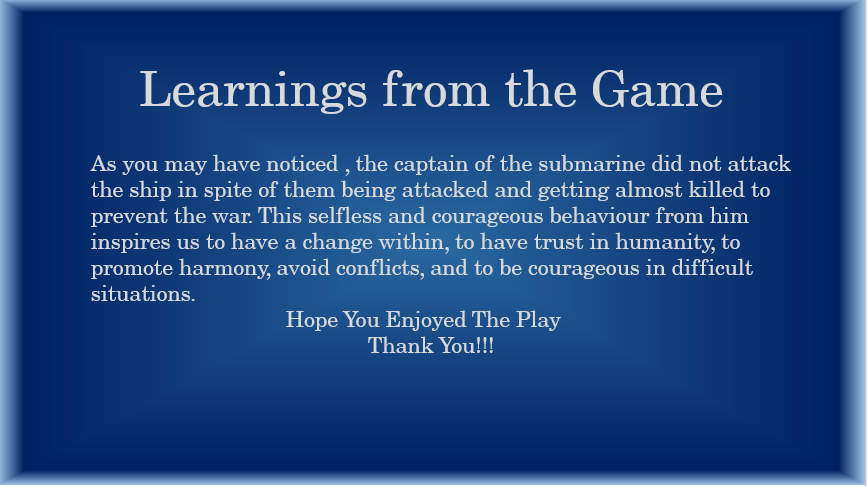 Learnings from the Game
As you may have noticed , the captain of the submarine did not attack
the ship in spite of them being attacked and getting almost killed to
prevent the war. This selfless and courageous behaviour from him
inspires us to have a change within, to have trust in humanity, to
promote harmony, avoid conflicts, and to be courageous in difficult
situations.
Hope You Enjoyed The Play
Thank You!!!